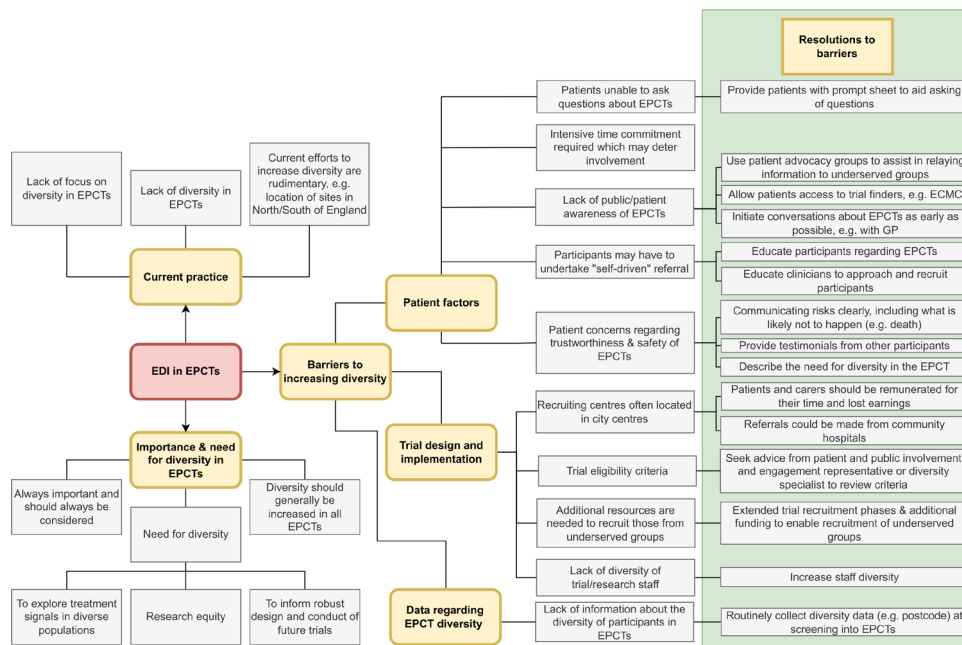 Resolutions to
barriers
Patients unable to ask
questions about EPCTs
Provide patients with prompt sheet to aid asking
of questions
Intensive time commitment
required which may deter
involvement
Lack of public/patient
awareness of EPCTs
Use patient advocacy groups to assist in relaying
information to underserved groups
Allow patients access to trial finders, e.g. ECMC
Initiate conversations about EPCTs as early as
possible, e.g. with GP
Participants may have to
undertake "self-driven" referral
Educate participants regarding EPCTs
Educate clinicians to approach and recruit
participants
Patient concerns regarding
trustworthiness & safety of
EPCTs
Communicating risks clearly, including what is
likely not to happen (e.g. death)
Provide testimonials from other participants
Describe the need for diversity in the EPCT
Recruiting centres often located
in city centres
Patients and carers should be remunerated for
their time and lost earnings
Referrals could be made from community
hospitals
Trial eligibility criteria
Seek advice from patient and public involvement
and engagement representative or diversity
specialist to review criteria
Additional resources are
needed to recruit those from
underserved groups
Extended trial recruitment phases & additional
funding to enable recruitment of underserved
groups
Lack of diversity of
trial/research staff
Increase staff diversity
Lack of information about the
diversity of participants in
EPCTs
Routinely collect diversity data (e.g. postcode) at
screening into EPCTs
Lack of focus on
diversity in EPCTs
Lack of diversity in
EPCTs
Current efforts to
increase diversity are
rudimentary, e.g.
location of sites in
North/South of England
Current practice
EDI in EPCTs
Barriers to
increasing diversity
Patient factors
Trial design and
implementation
Data regarding
EPCT diversity
Importance & need
for diversity in
EPCTs
Always important and
should always be
considered
Need for diversity
Diversity should
generally be
increased in all
EPCTs
To explore treatment
signals in diverse
populations
Research equity
To inform robust
design and conduct of
future trials